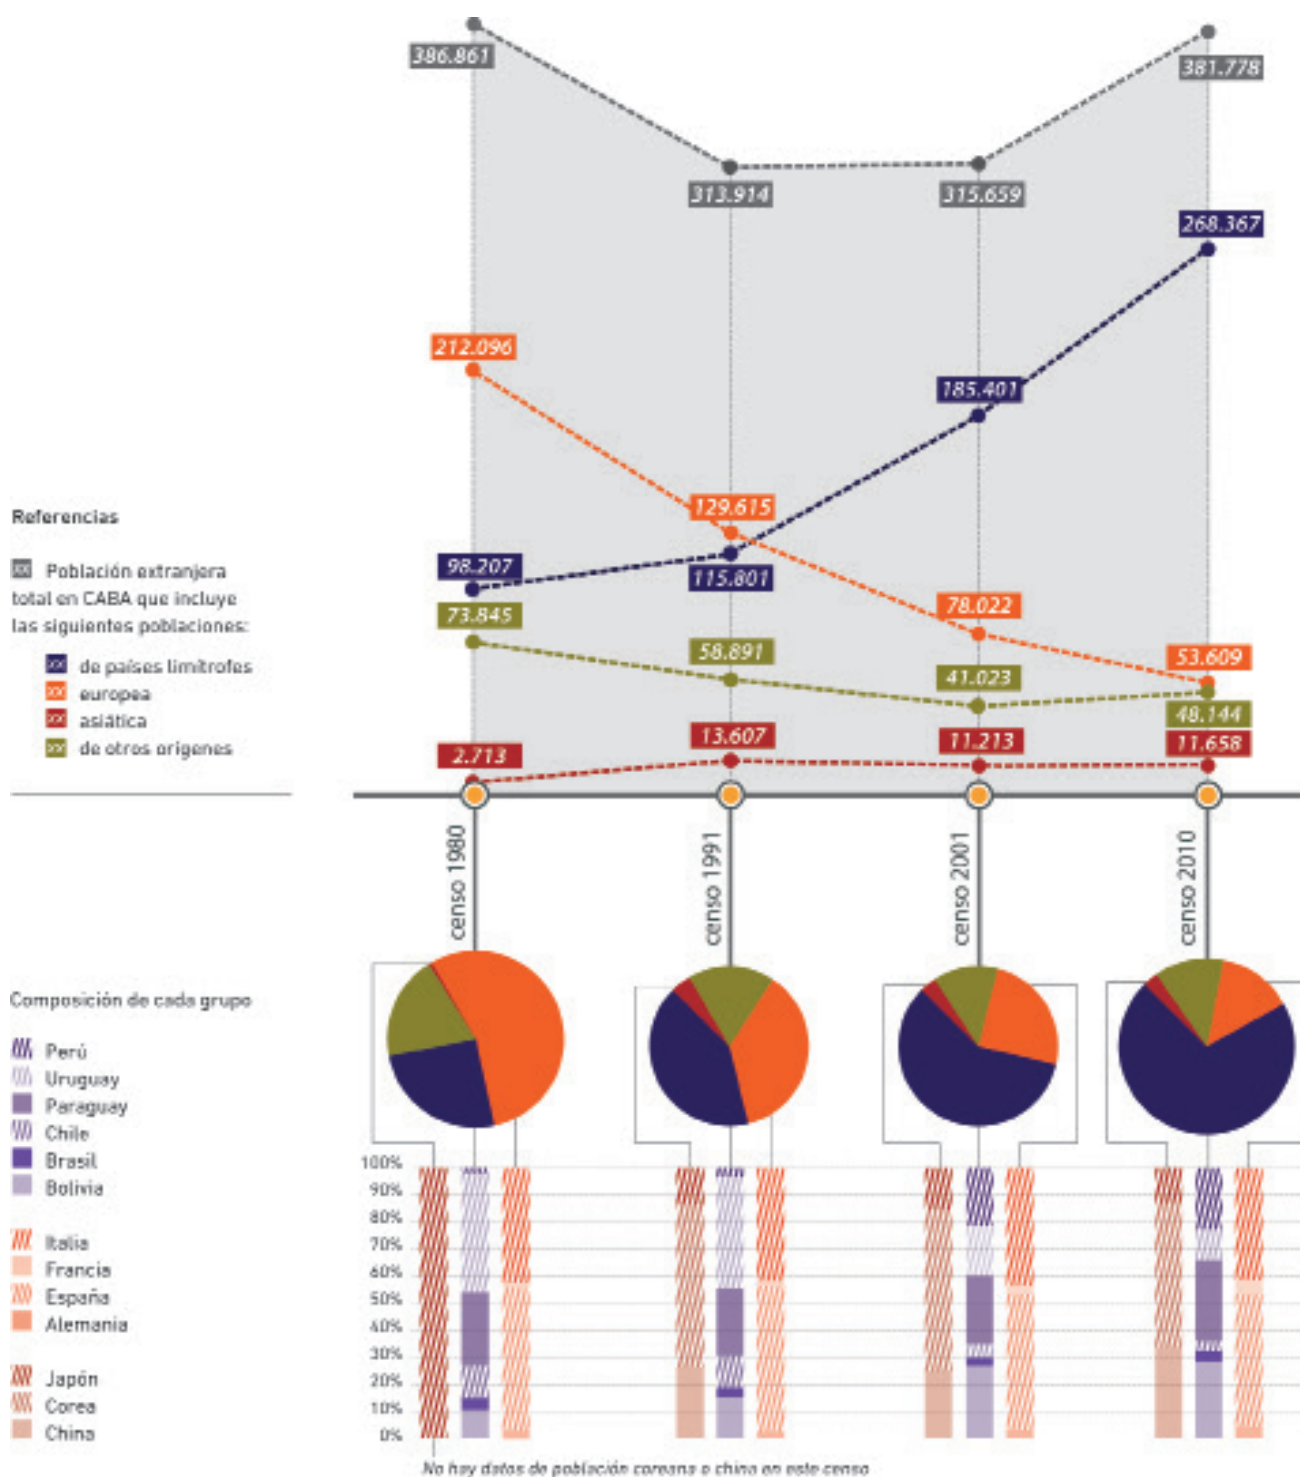 386.861
381.778
313.914
315.659
268.367
212.096
185.401
129.615
98.207
115.801
73.845
78.022
58.891
53.609
41.023
48.144
2.713
13.607
11.213
11.658
Referencias
xx Población extranjera
total en CABA que incluye
las siguientes poblaciones:
xx de países limítrofes
xx europea
xx asiática
xx de otros orígenes
censo 1980
censo 1991
censo 2001
censo 2010
Composición de cada grupo
Perú
Uruguay
Paraguay
Chile
Brasil
Bolivia
Italia
Francia
España
Alemania
Japón
Corea
China
100%
90%
80%
70%
60%
50%
40%
30%
20%
10%
0%
No hay datos de población coreana o china en este censo